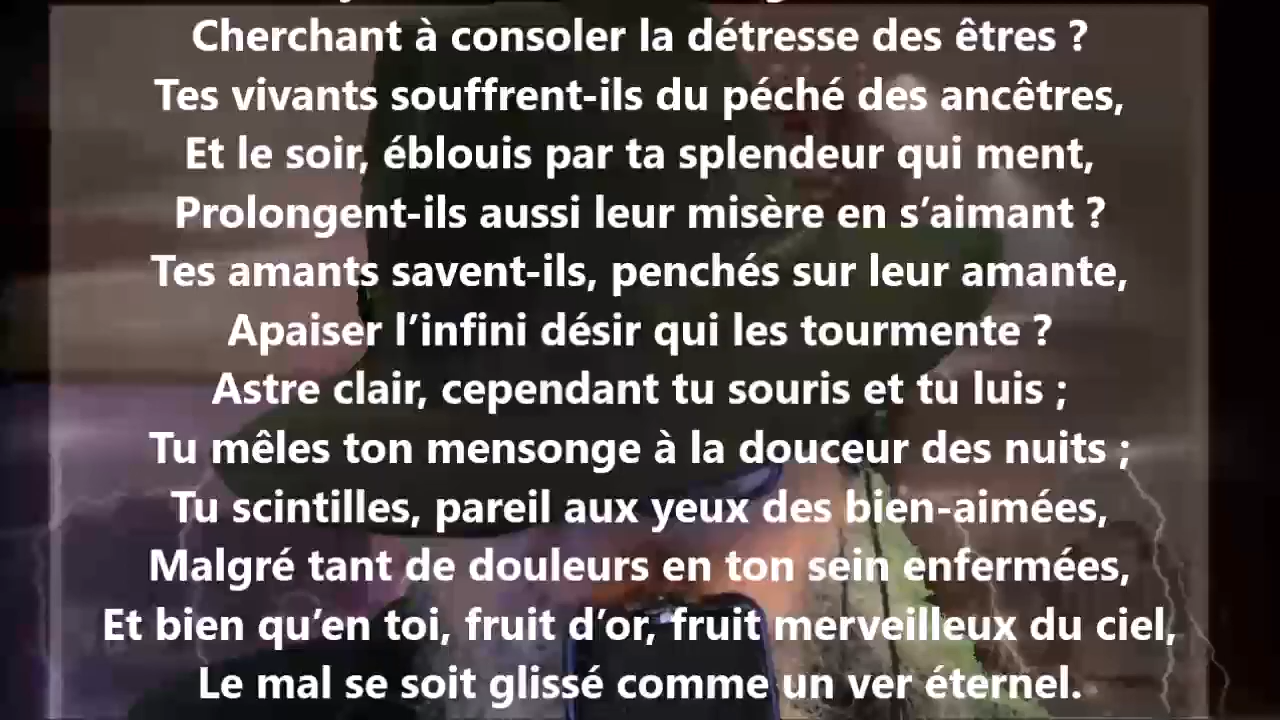 Cherchant à consoler la détresse des êtres ?
Tes vivants souffrent-ils du péché des ancêtres,
Et le soir, éblouis par ta splendeur qui ment,
Prolongent-ils aussi leur misère en s’aimant ?
Tes amants savent-ils, penchés sur leur amante,
Apaiser l’infini désir qui les tourmente ?
Astre clair, cependant tu souris et tu luis ;
Tu mêles ton mensonge à la douceur des nuits ;
Tu scintilles, pareil aux yeux des bien-aimées,
Malgré tant de douleurs en ton sein enfermées,
Et bien qu’en toi, fruit d’or, fruit merveilleux du ciel,
Le mal se soit glissé comme un ver éternel.